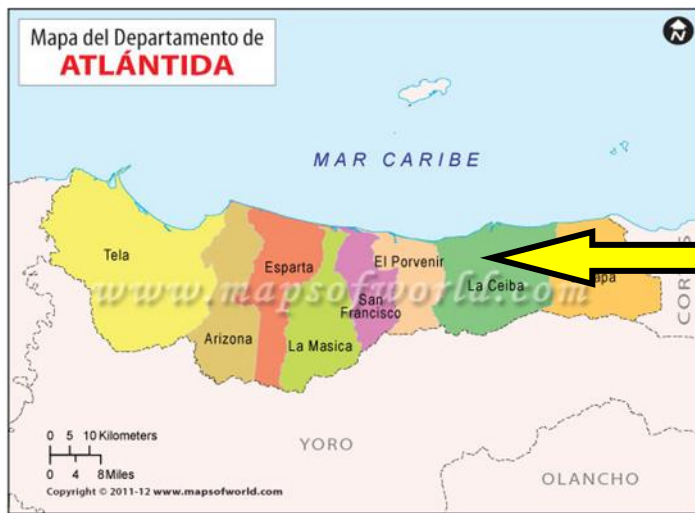 Mapa del Departamento de
ATLÁNTIDA
N
MAR CARIBE
Tela
Esparta
El Porvenir
La Ceiba
San
Francisco
Arizona
La Masica
www.mapsofworld.com
YORO
OLANCHO
0 5 10 Kilometers
0 4 8 Miles
Copyright © 2011-12 www.mapsofworld.com